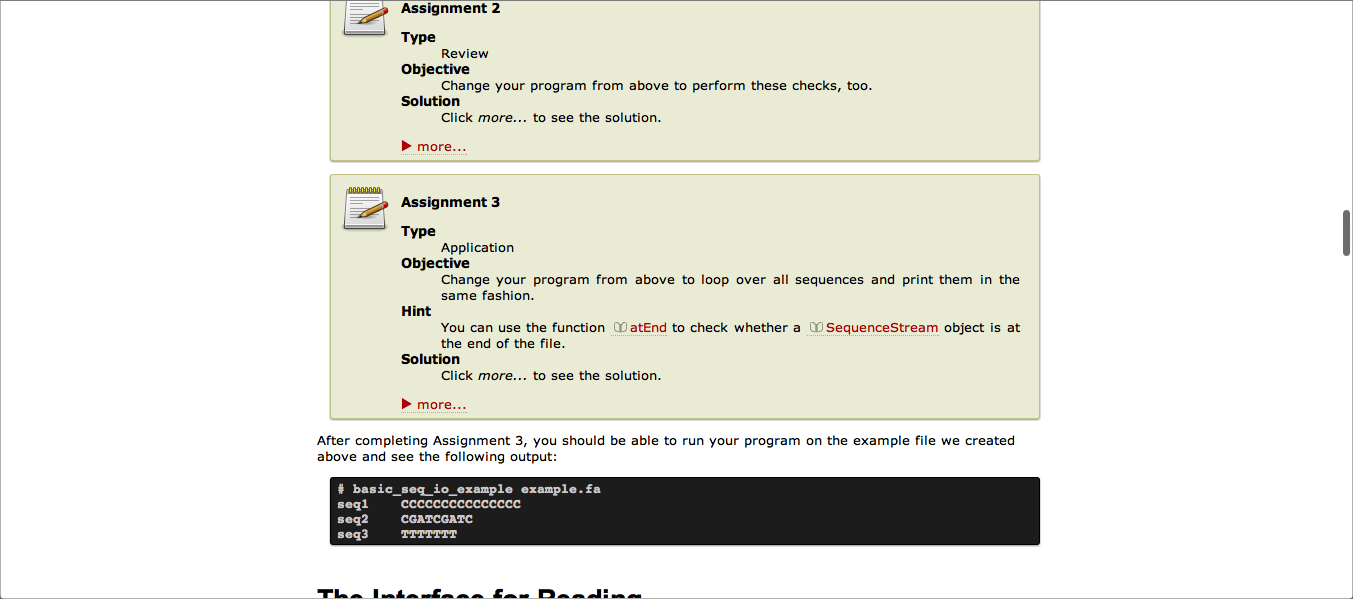 Assignment 2
Type
Review
Objective
Change your program from above to perform these checks, too.
Solution
Click more... to see the solution.
more...
Assignment 3
Type
Application
Objective
Change your program from above to loop over all sequences and print them in the
same fashion.
Hint
You can use the function atEnd to check whether a SequenceStream object is at
the end of the file.
Solution
Click more... to see the solution.
more...
After completing Assignment 3, you should be able to run your program on the example file we created
above and see the following output:
# basic_seq_io_example example.fa
seq1    CCCCCCCCCCCCCCC
seq2    CGATCGATC
seq3    TTTTTTT
The Interface for Reading